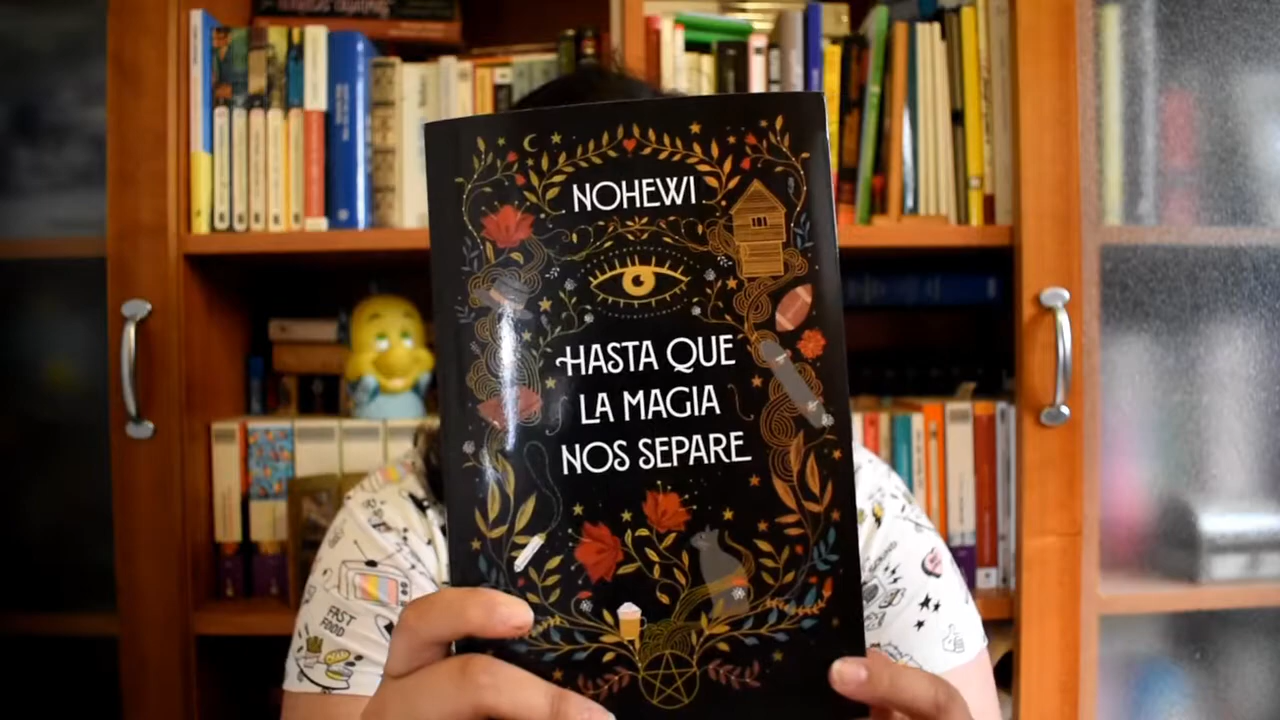 NOHEWI
HASTA QUE
LA MAGIA
NOS SEPARE
FAST
FOOD